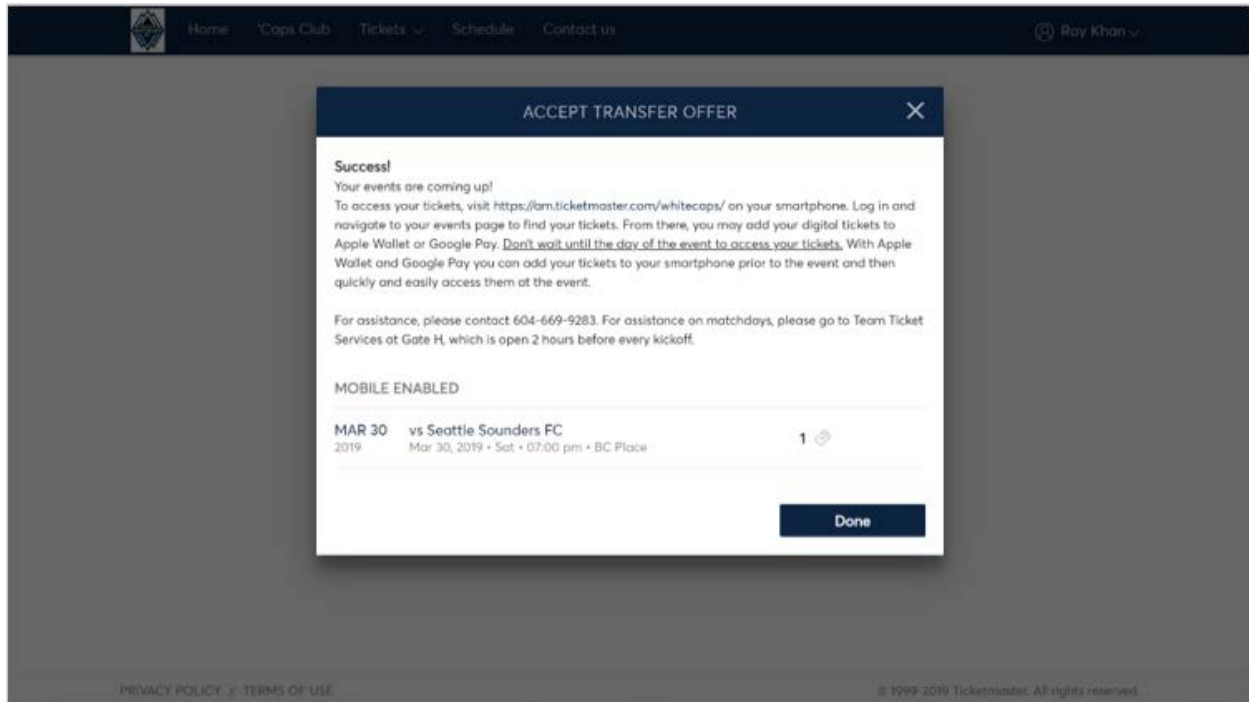 Home 'Caps Club Tickets Schedule Contact us Ray Khan
ACCEPT TRANSFER OFFER
Success!
Your events are coming up!
To access your tickets, visit https://am.ticketmaster.com/whitecaps/ on your smartphone. Log in and
navigate to your events page to find your tickets. From there, you may add your digital tickets to
Apple Wallet or Google Pay. Don't wait until the day of the event to access your tickets. With Apple
Wallet and Google Pay you can add your tickets to your smartphone prior to the event and then
quickly and easily access them at the event.
For assistance, please contact 604-669-9283. For assistance on matchdays, please go to Team Ticket
Services at Gate H, which is open 2 hours before every kickoff.
MOBILE ENABLED
MAR 30 vs Seattle Sounders FC
2019 Mar 30, 2019 • Sat • 07:00 pm • BC Place
1
Done
PRIVACY POLICY // TERMS OF USE © 1999-2019 Ticketmaster. All rights reserved.